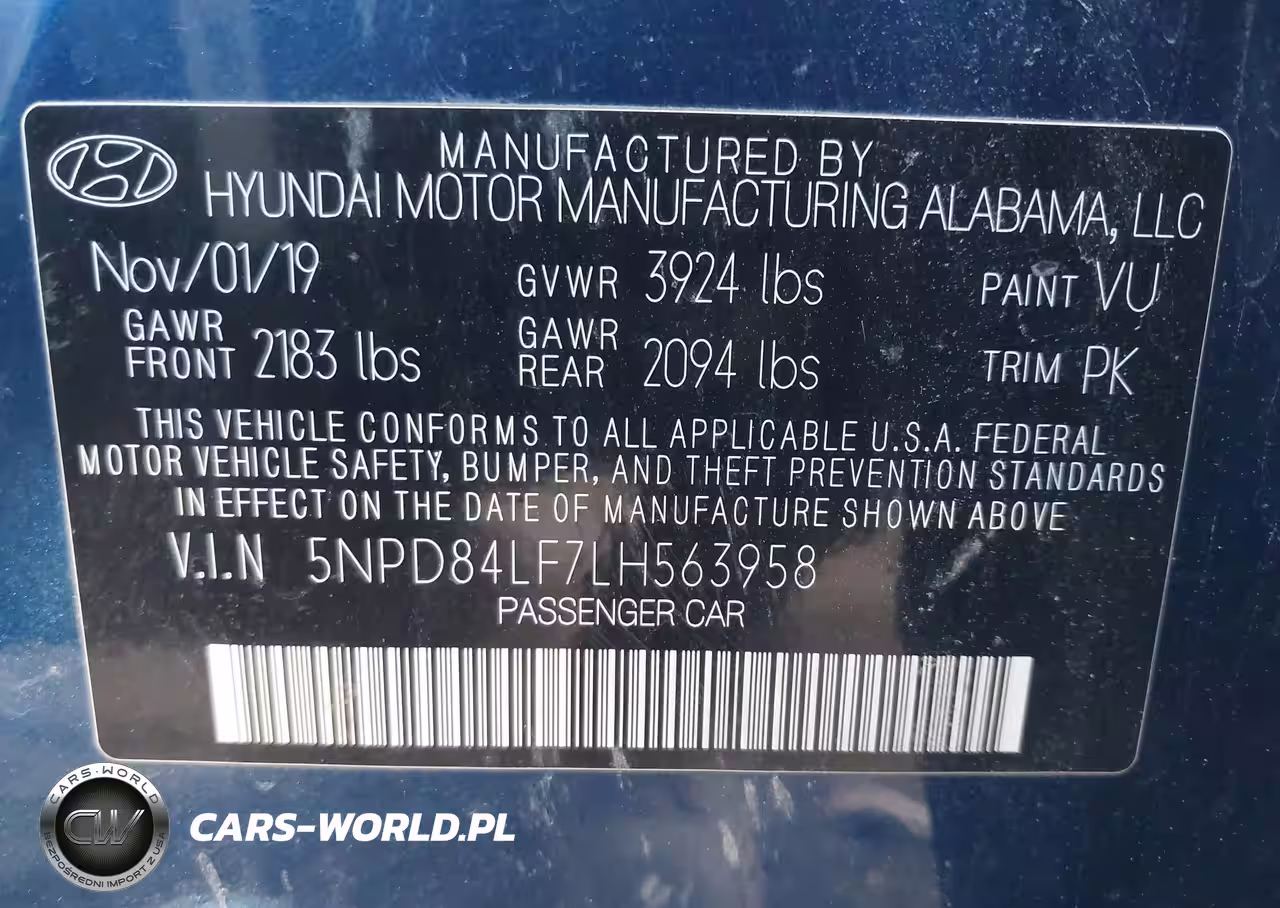 MANUFACTURED BY
HYUNDAI MOTOR MANUFACTURING ALABAMA, LLC
Nov/01/19 GVWR 3924 lbs PAINT VU
GAWR FRONT 2183 lbs GAWR REAR 2094 lbs TRIM PK
THIS VEHICLE CONFORMS TO ALL APPLICABLE U.S.A. FEDERAL
MOTOR VEHICLE SAFETY, BUMPER, AND THEFT PREVENTION STANDARDS
IN EFFECT ON THE DATE OF MANUFACTURE SHOWN ABOVE
V.I.N 5NPD84LF7LH563958
PASSENGER CAR
CARS-WORLD
CW
BEZPOŚREDNI IMPORT Z USA
CARS-WORLD.PL